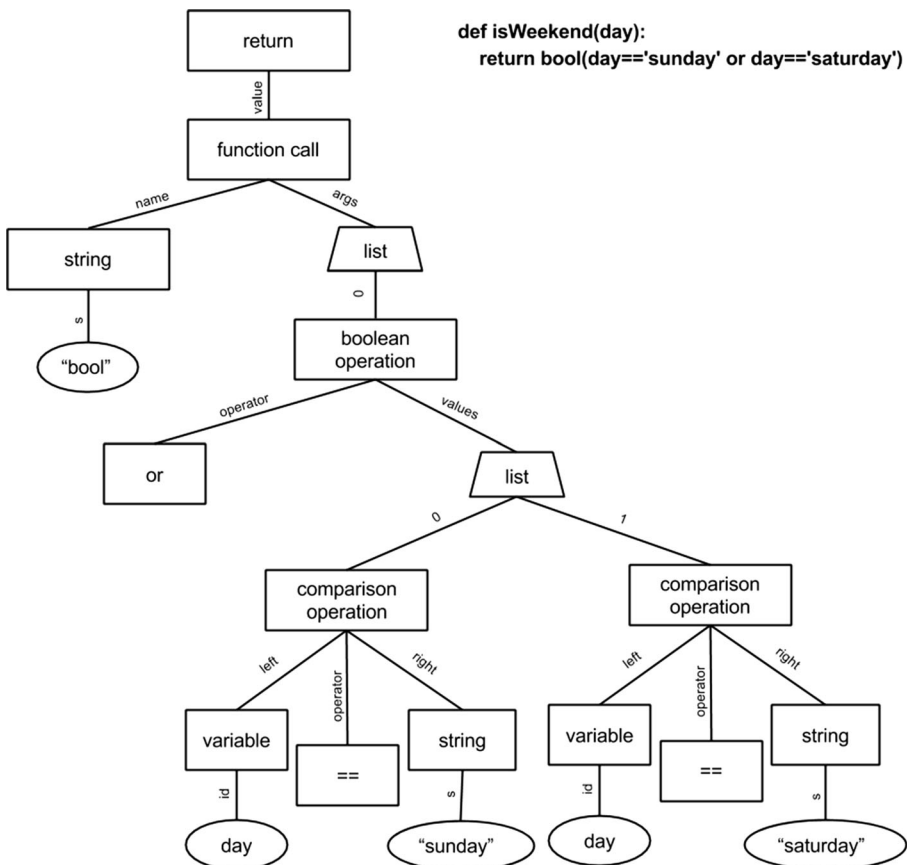 def isWeekend(day):
return bool(day=='sunday' or day=='saturday')
return
value
function call
name
args
string
list
s
0
"bool"
boolean
operation
operator
values
or
list
0
1
comparison
operation
comparison
operation
left
operator
right
left
operator
right
variable
==
string
variable
==
string
id
s
id
s
day
“sunday”
day
“saturday”